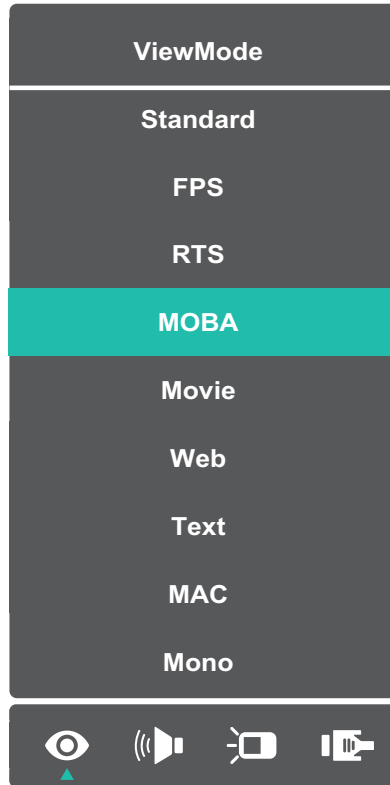 ViewMode
Standard
FPS
RTS
MOBA
Movie
Web
Text
MAC
Mono